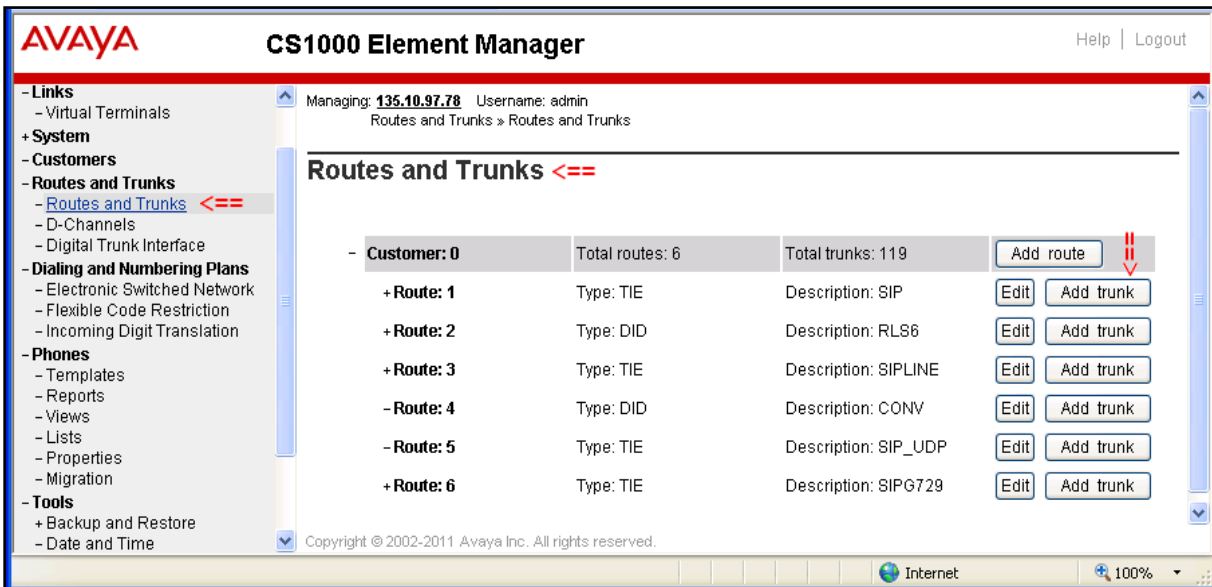 AVAYA
CS1000 Element Manager
Help | Logout
- Links
- Virtual Terminals
+ System
- Customers
- Routes and Trunks
- Routes and Trunks <==
- D-Channels
- Digital Trunk Interface
- Dialing and Numbering Plans
- Electronic Switched Network
- Flexible Code Restriction
- Incoming Digit Translation
- Phones
- Templates
- Reports
- Views
- Lists
- Properties
- Migration
- Tools
+ Backup and Restore
- Date and Time
Managing: 135.10.97.78 Username: admin
Routes and Trunks » Routes and Trunks
Routes and Trunks <==
- Customer: 0 Total routes: 6 Total trunks: 119 Add route
+ Route: 1 Type: TIE Description: SIP Edit Add trunk
+ Route: 2 Type: DID Description: RLS6 Edit Add trunk
+ Route: 3 Type: TIE Description: SIPLINE Edit Add trunk
- Route: 4 Type: DID Description: CONV Edit Add trunk
- Route: 5 Type: TIE Description: SIP_UDP Edit Add trunk
+ Route: 6 Type: TIE Description: SIPG729 Edit Add trunk
Copyright © 2002-2011 Avaya Inc. All rights reserved.
Internet 100%